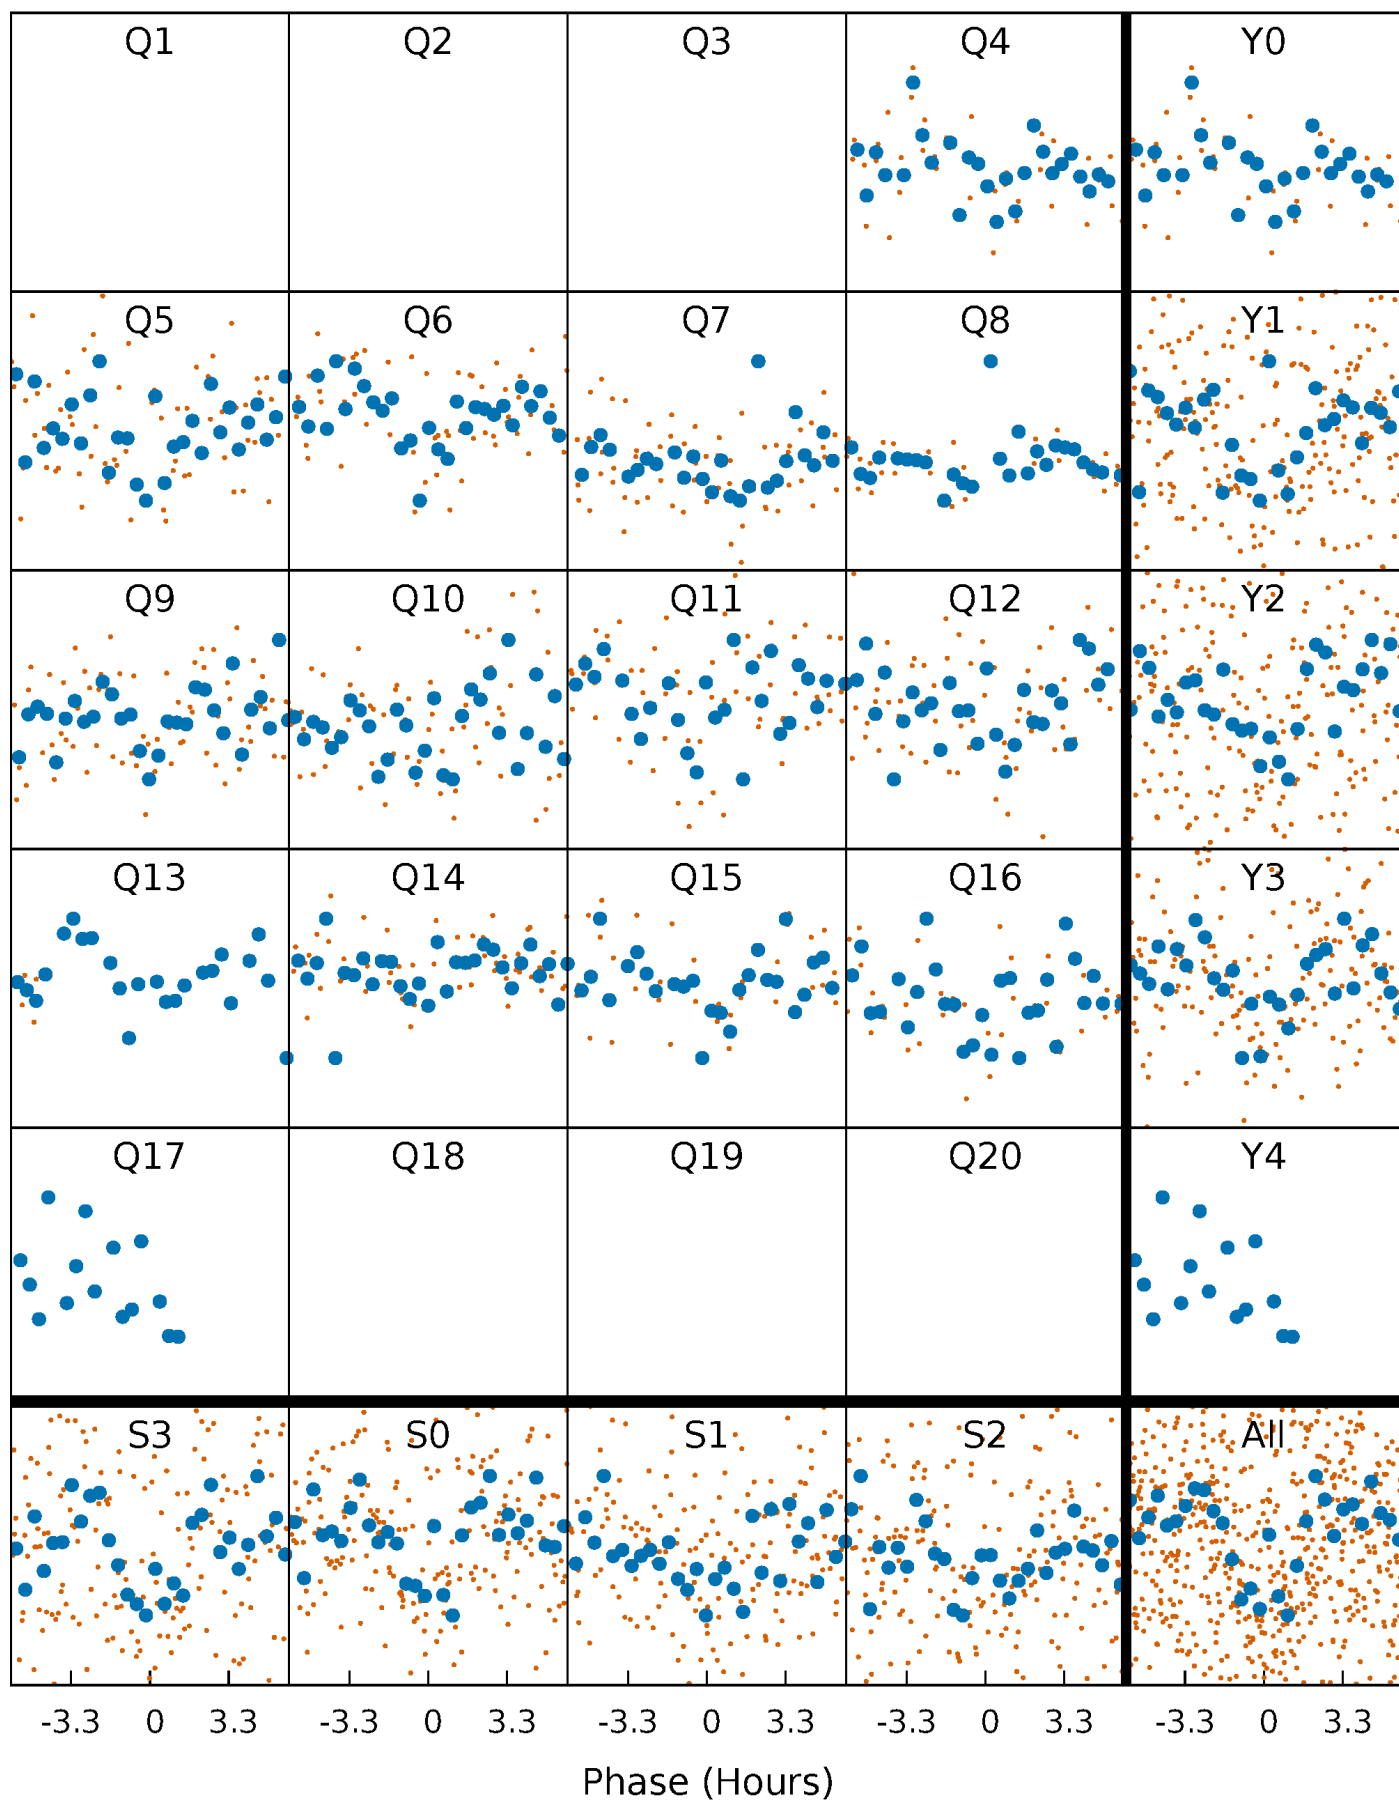 Q1 Q2 Q3 Q4 Y0
Q5 Q6 Q7 Q8 Y1
Q9 Q10 Q11 Q12 Y2
Q13 Q14 Q15 Q16 Y3
Q17 Q18 Q19 Q20 Y4
S3 S0 S1 S2 All
-3.3 0 3.3 -3.3 0 3.3 -3.3 0 3.3 -3.3 0 3.3 -3.3 0 3.3
Phase (Hours)